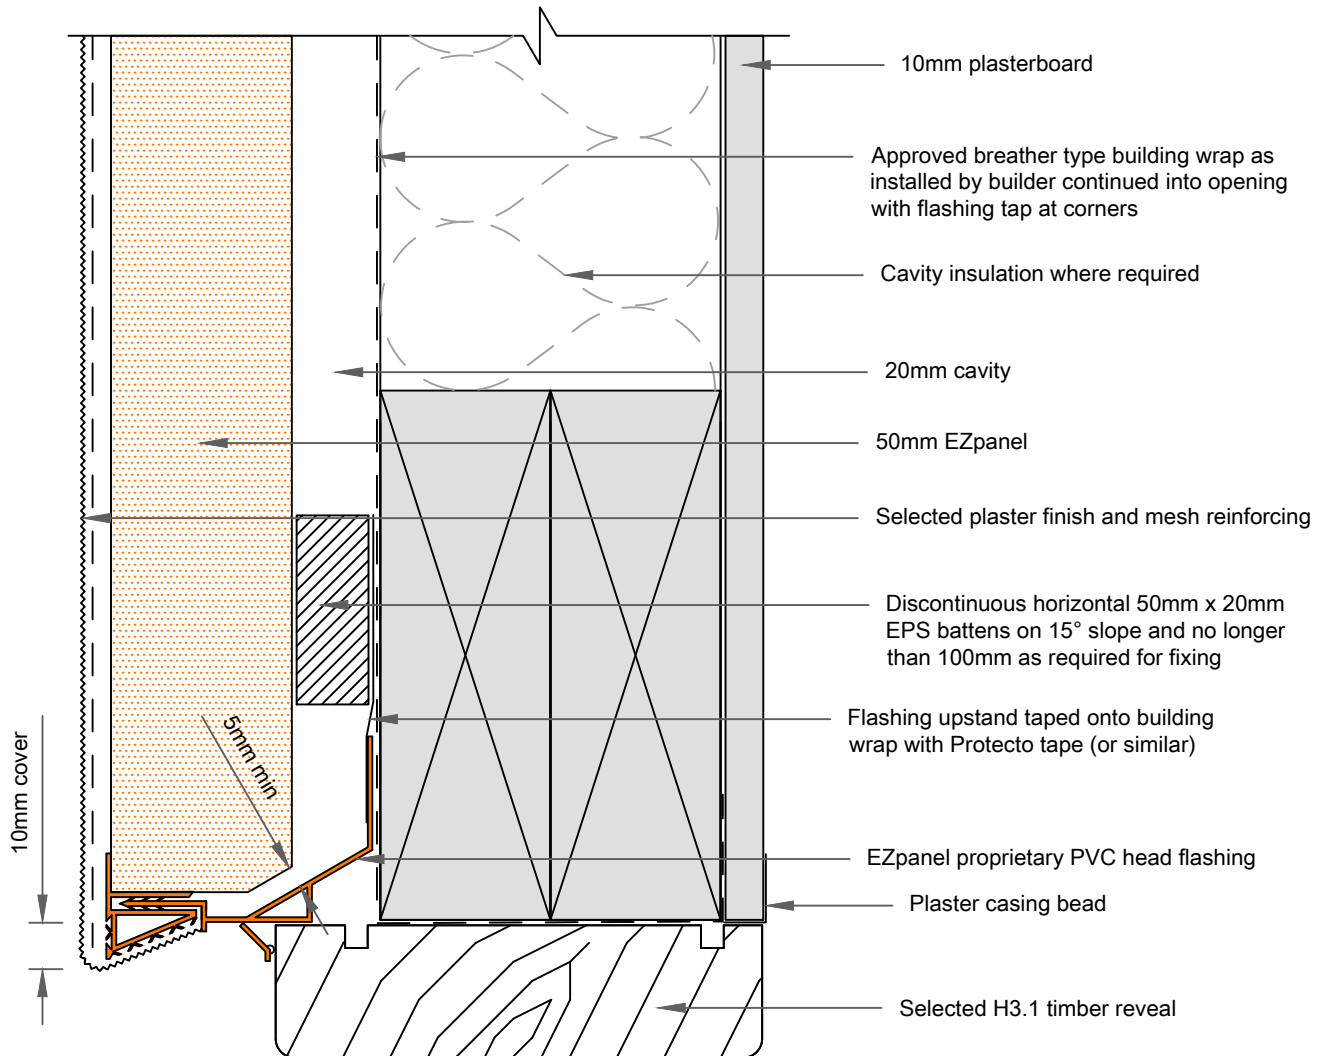 10mm plasterboard
Approved breather type building wrap as
installed by builder continued into opening
with flashing tap at corners
Cavity insulation where required
20mm cavity
50mm EZpanel
Selected plaster finish and mesh reinforcing
Discontinuous horizontal 50mm x 20mm
EPS battens on 15° slope and no longer
than 100mm as required for fixing
Flashing upstand taped onto building
wrap with Protecto tape (or similar)
5mm min
10mm cover
EZpanel proprietary PVC head flashing
Plaster casing bead
Selected H3.1 timber reveal